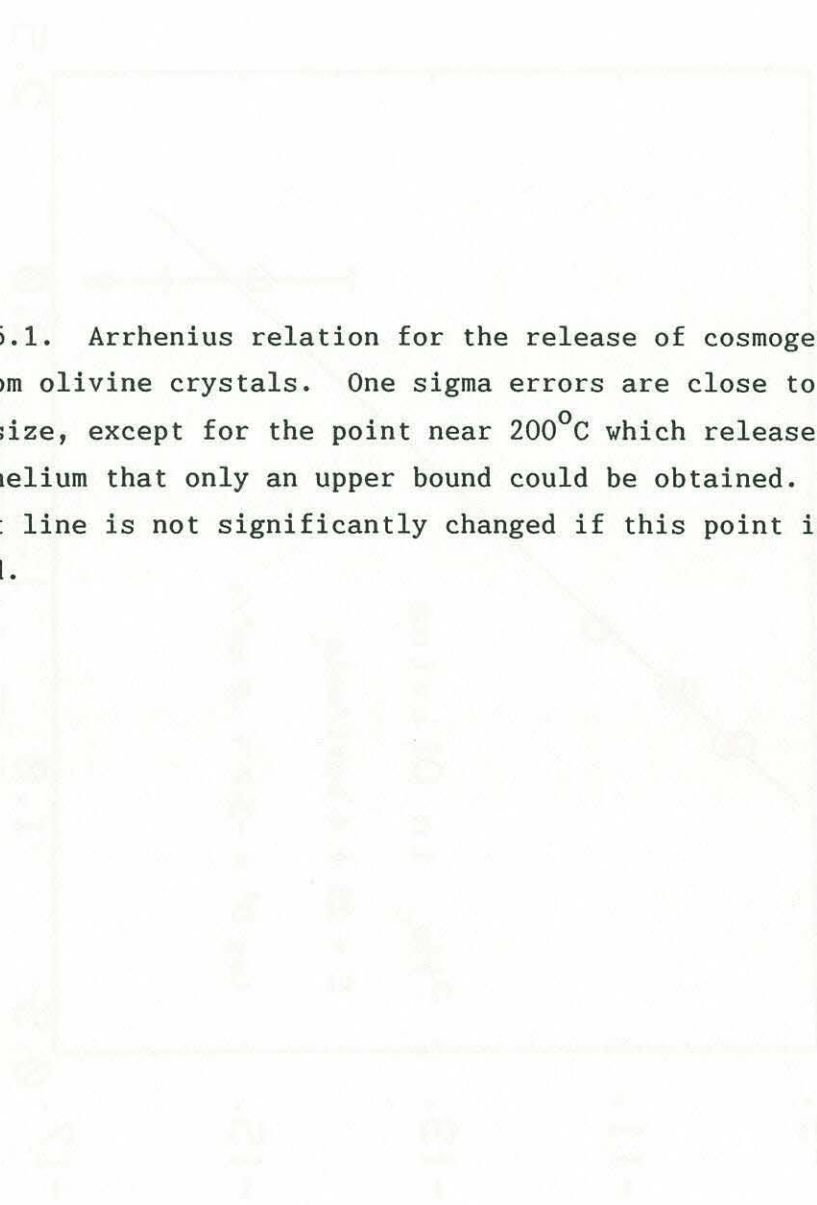 5.1. Arrhenius relation for the release of cosmoge
om olivine crystals. One sigma errors are close to
size, except for the point near 200°C which release
helium that only an upper bound could be obtained.
t line is not significantly changed if this point i
d.